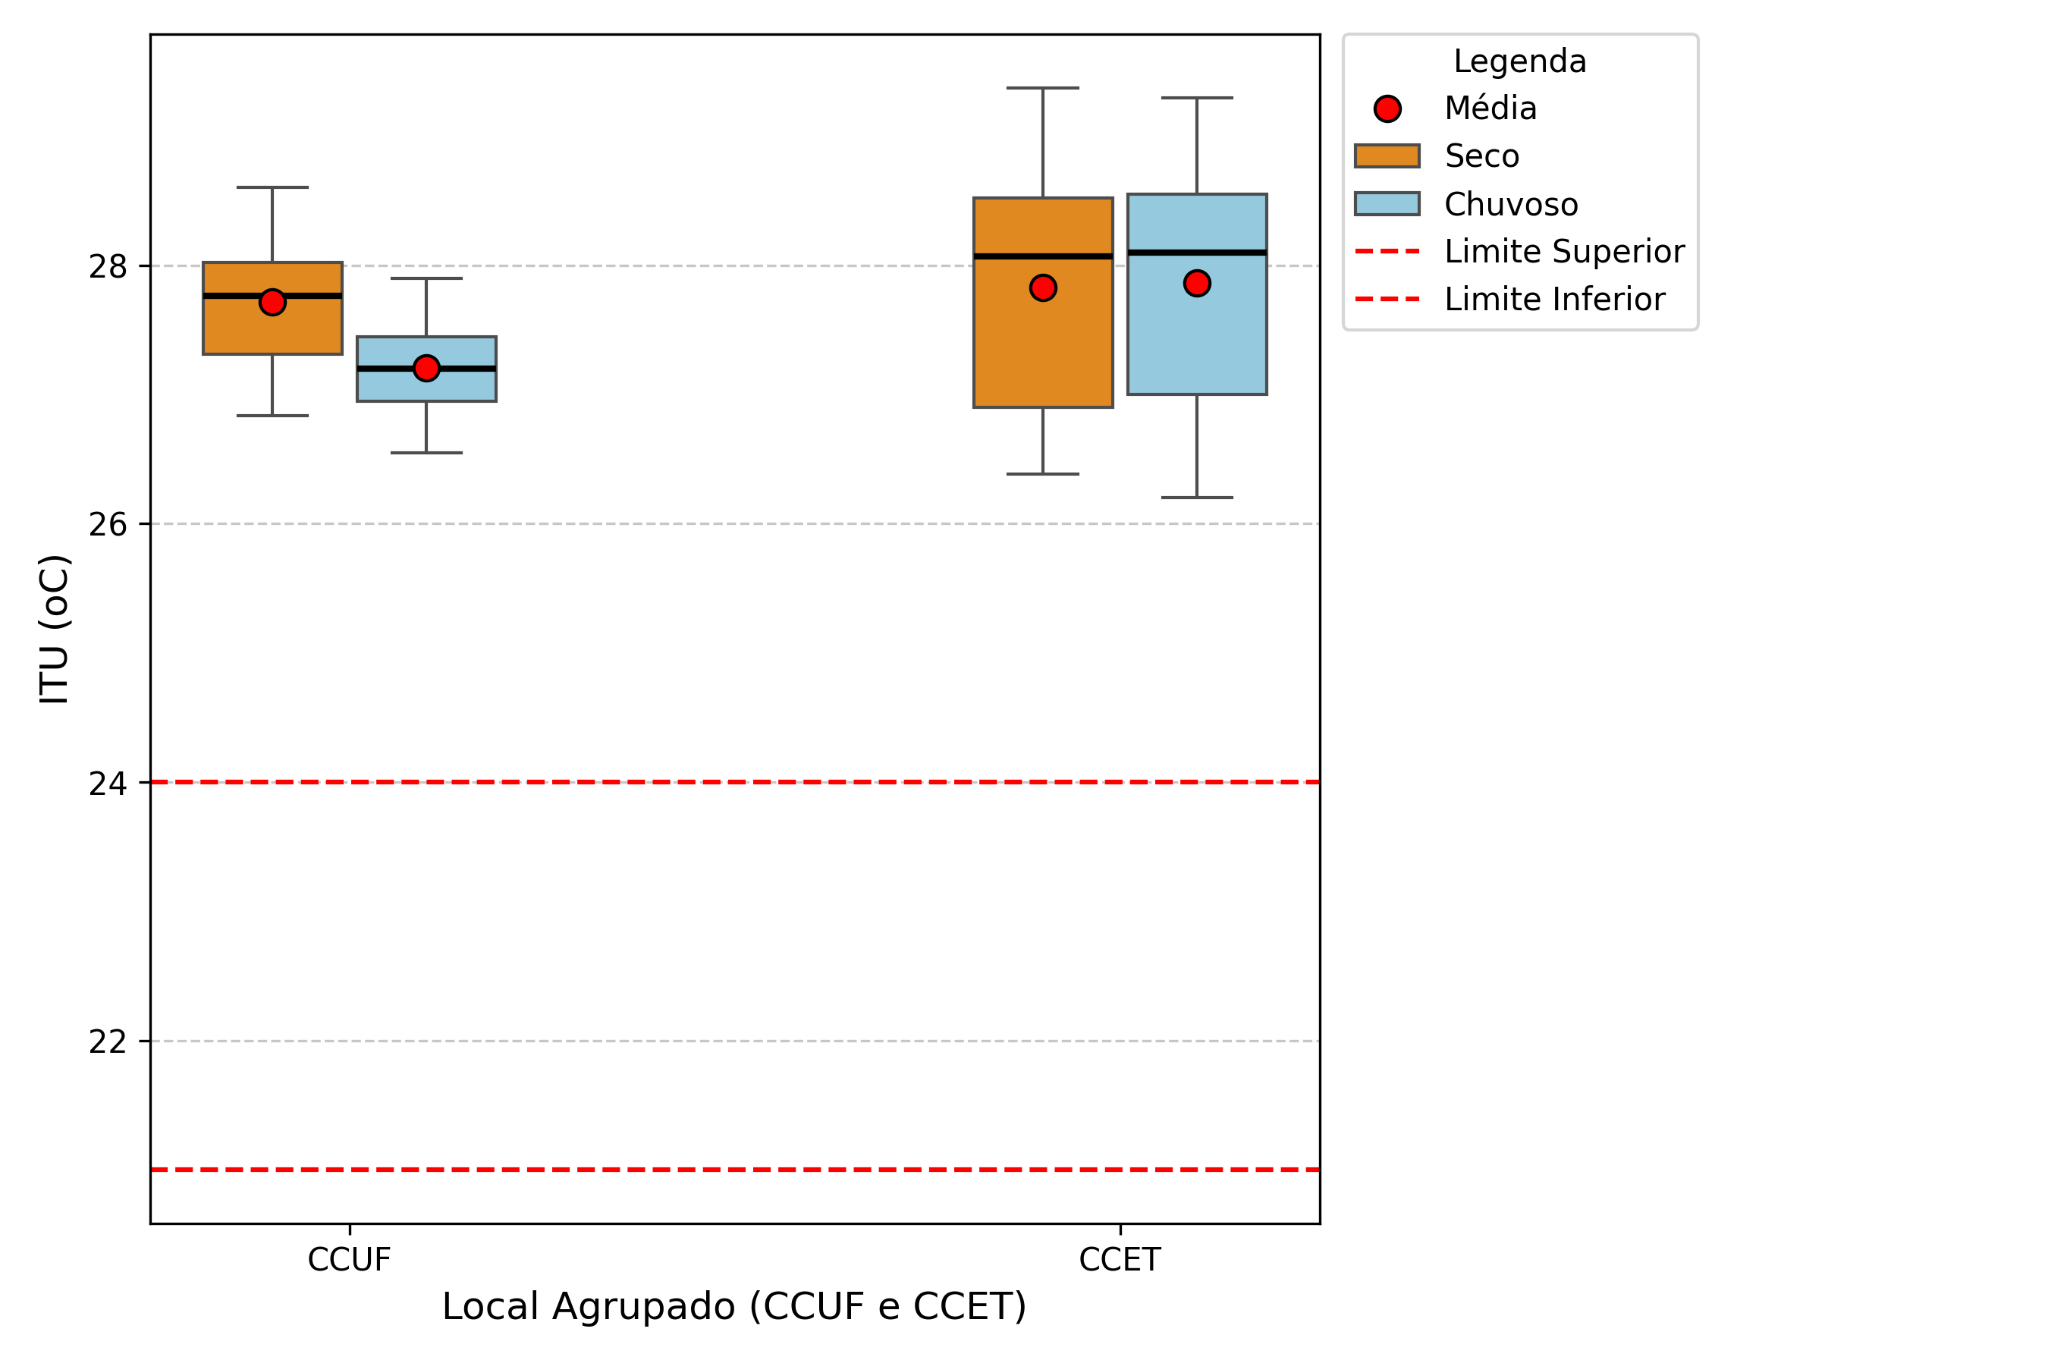 Legenda
Média
Seco
Chuvoso
Limite Superior
Limite Inferior
28
26
24
22
ITU (oC)
CCUF
CCET
Local Agrupado (CCUF e CCET)